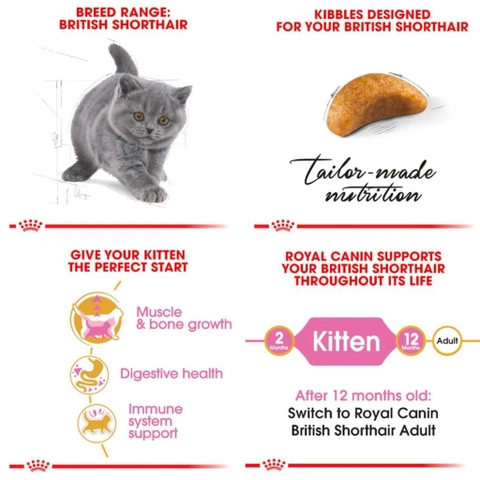 BREED RANGE:
BRITISH SHORTHAIR
KIBBLES DESIGNED
FOR YOUR BRITISH SHORTHAIR
Tailor-made
nutrition
GIVE YOUR KITTEN
THE PERFECT START
Muscle
& bone growth
Digestive health
Immune
system
support
ROYAL CANIN SUPPORTS
YOUR BRITISH SHORTHAIR
THROUGHOUT ITS LIFE
2
Months
Kitten
12
Months
Adult
After 12 months old:
Switch to Royal Canin
British Shorthair Adult